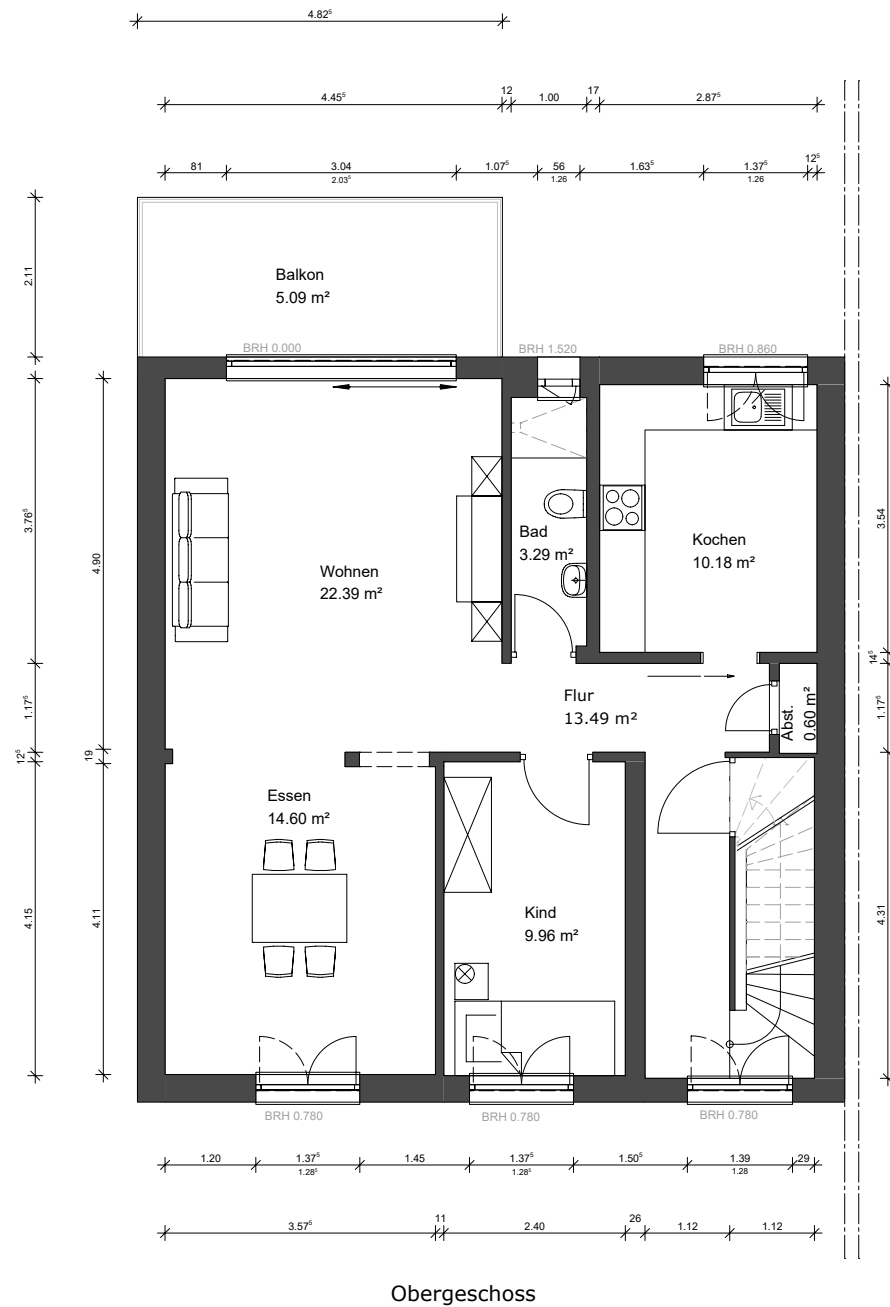 4.82⁵
4.45⁵
12
1.00
17
2.87⁵
81
3.04
2.03⁵
1.07⁵
56
1.26
1.63⁵
1.37⁵
1.26
12⁵
2.11
Balkon
5.09 m²
BRH 0.000
BRH 1.520
BRH 0.860
3.76⁵
4.90
3.54
Wohnen
22.39 m²
Bad
3.29 m²
Kochen
10.18 m²
14⁵
1.17⁵
1.17⁵
Flur
13.49 m²
Abst.
0.60 m²
12⁵
19
Essen
14.60 m²
Kind
9.96 m²
4.15
4.11
4.31
BRH 0.780
BRH 0.780
BRH 0.780
1.20
1.37⁵
1.28⁵
1.45
1.37⁵
1.28⁵
1.50⁵
1.39
1.28
29
3.57⁵
11
2.40
26
1.12
1.12
Obergeschoss